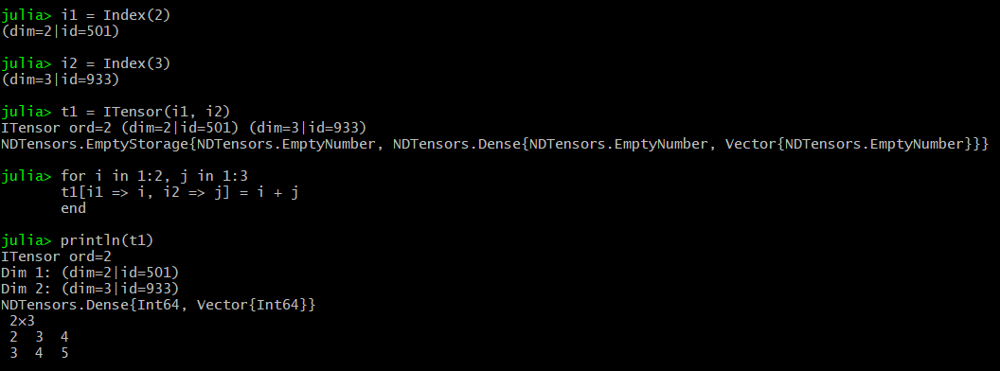 julia> i1 = Index(2)
(dim=2|id=501)
julia> i2 = Index(3)
(dim=3|id=933)
julia> t1 = ITensor(i1, i2)
ITensor ord=2 (dim=2|id=501) (dim=3|id=933)
NDTensors.EmptyStorage{NDTensors.EmptyNumber, NDTensors.Dense{NDTensors.EmptyNumber, Vector{NDTensors.EmptyNumber}}}
julia> for i in 1:2, j in 1:3
t1[i1 => i, i2 => j] = i + j
end
julia> println(t1)
ITensor ord=2
Dim 1: (dim=2|id=501)
Dim 2: (dim=3|id=933)
NDTensors.Dense{Int64, Vector{Int64}}
2×3
2 3 4
3 4 5